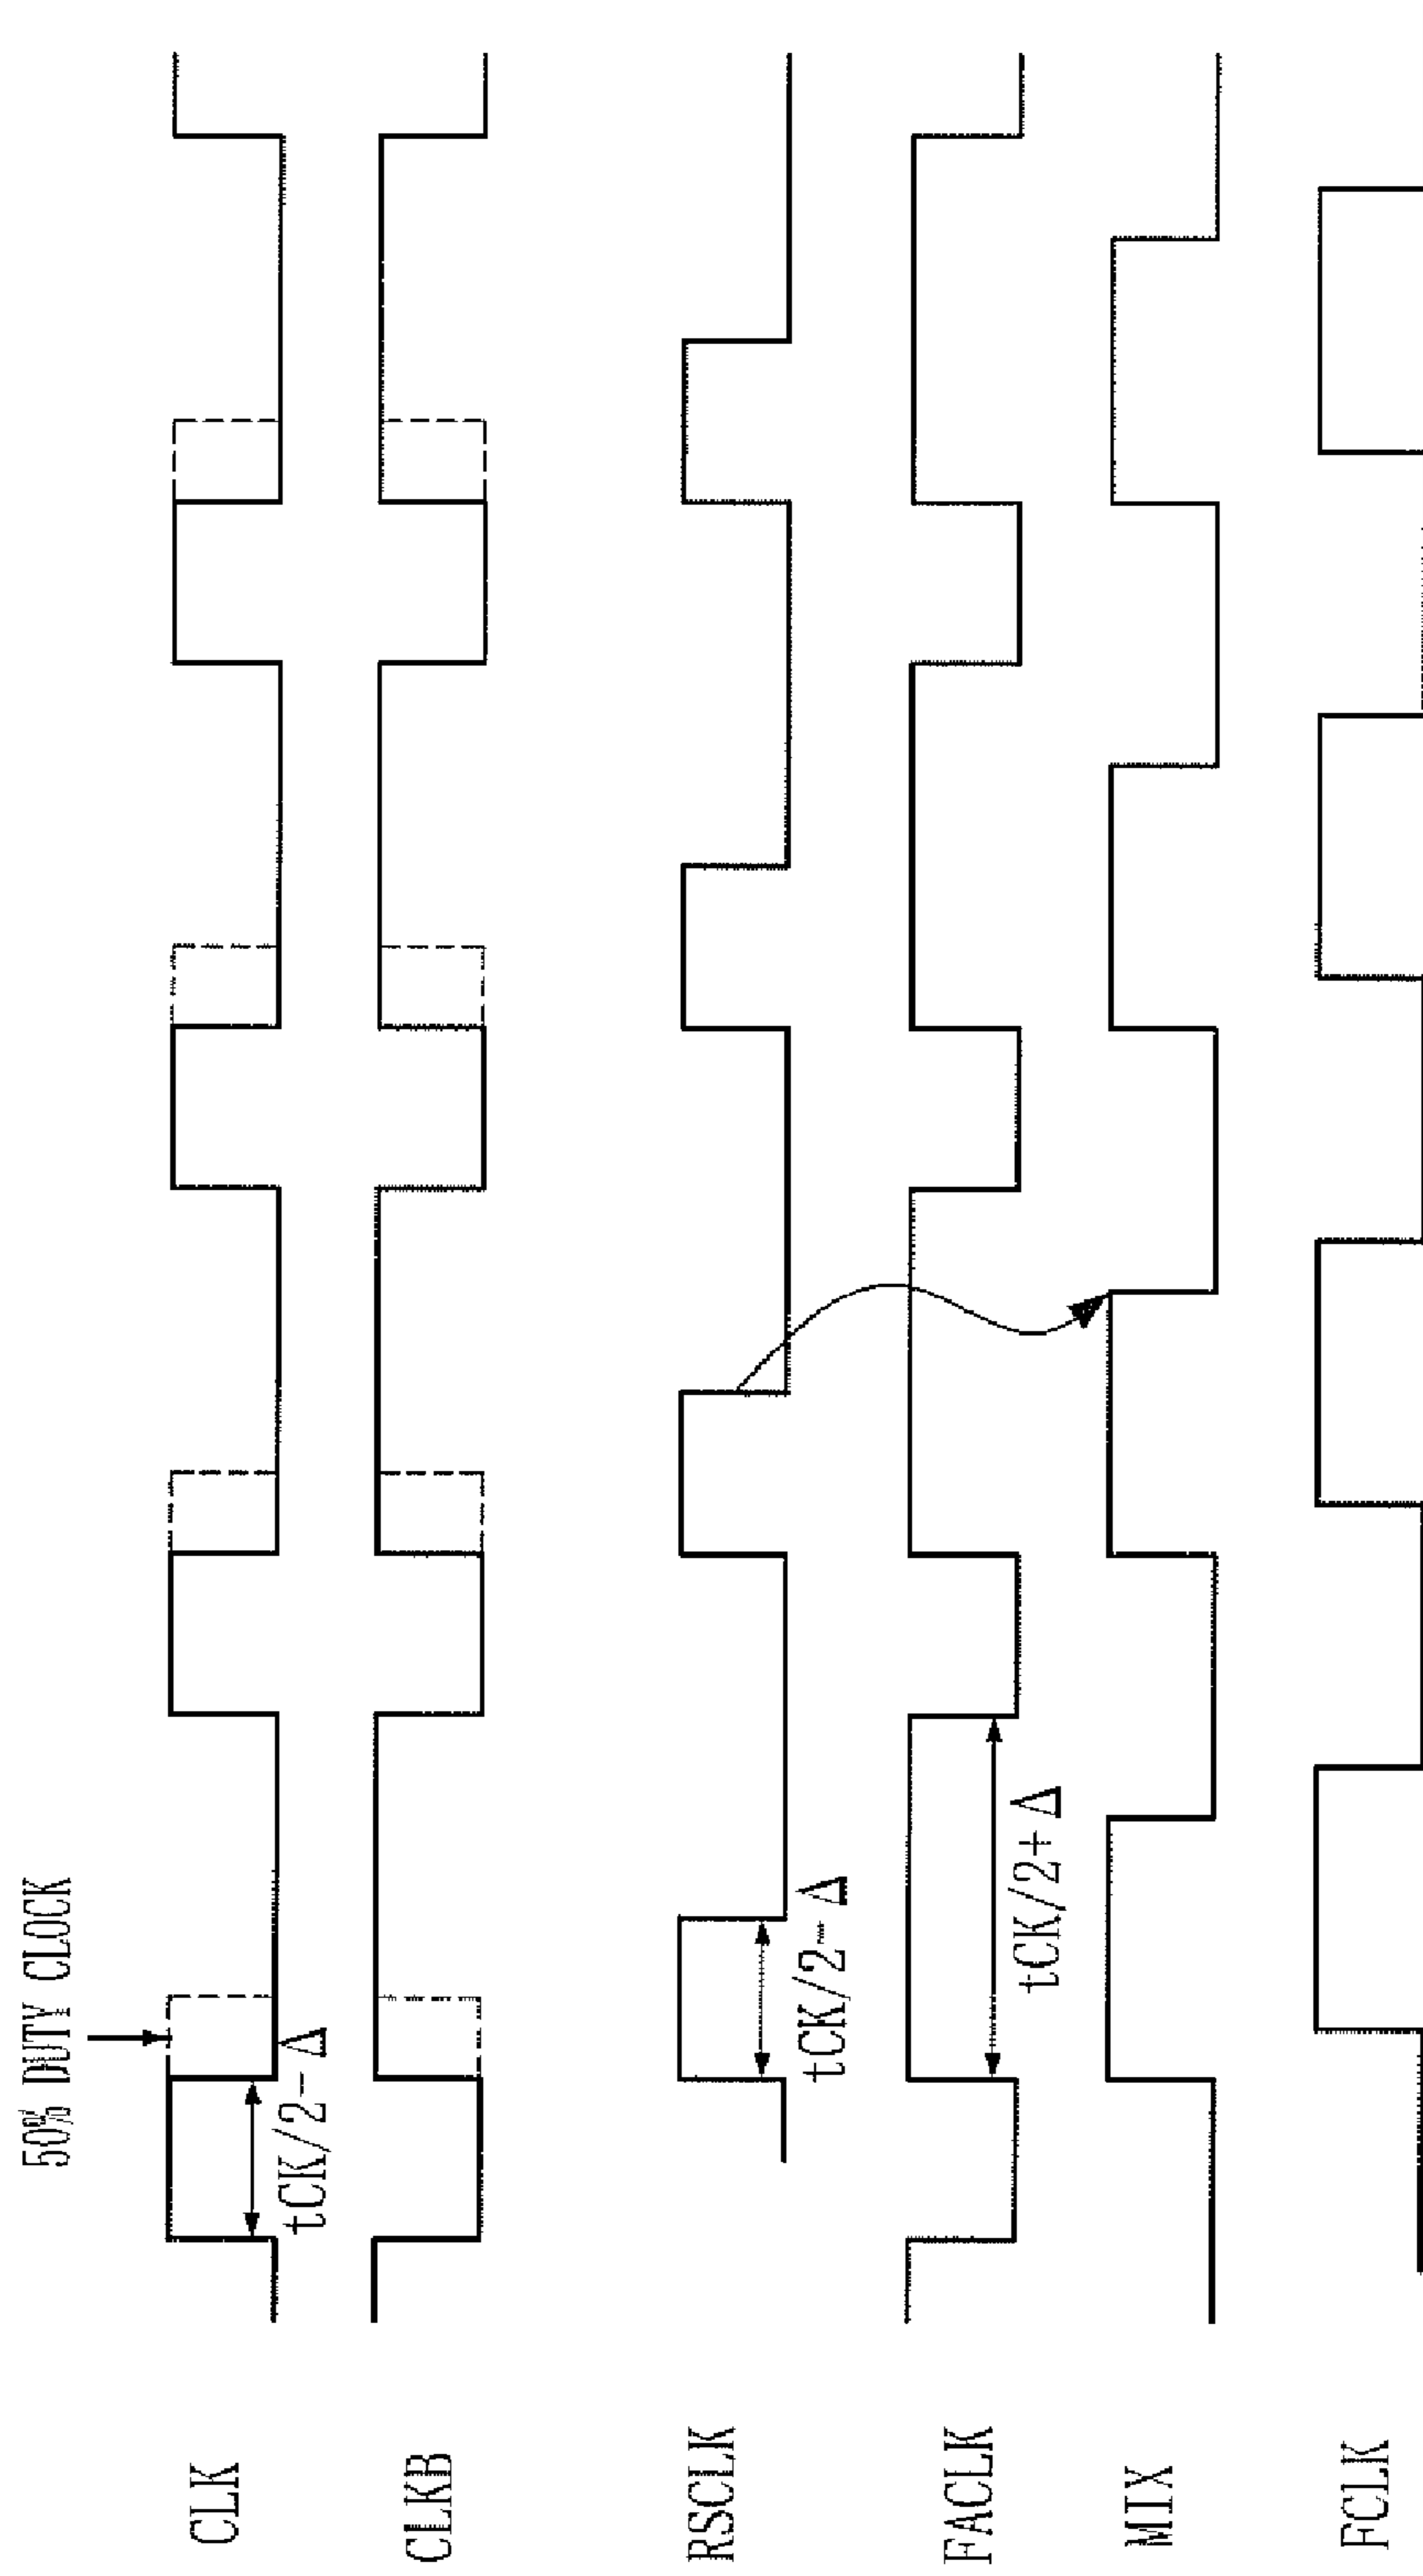 50% DUTY CLOCK
CLK
tCK/2- Δ
CLKB
RSCLK
tCK/2- Δ
FACLK
tCK/2+ Δ
MIX
FCLK